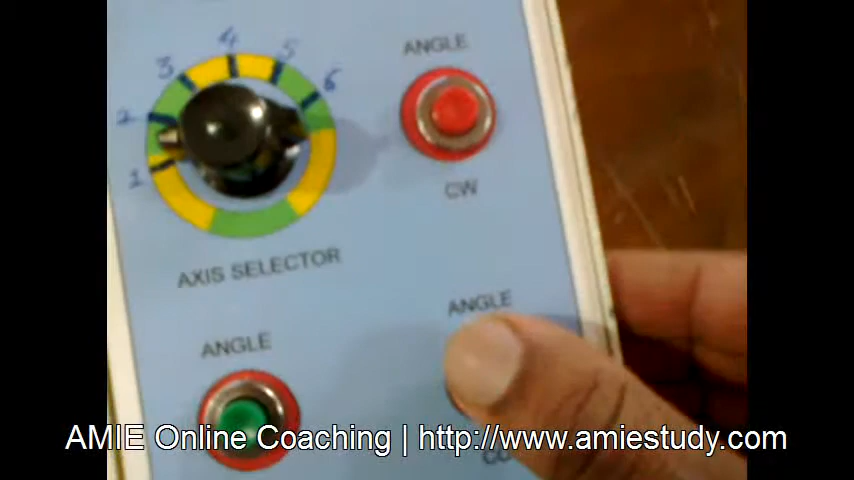 4
3
5
6
2
1
ANGLE
CW
AXIS SELECTOR
ANGLE
ANGLE
AMIE Online Coaching | http://www.amiestudy.com